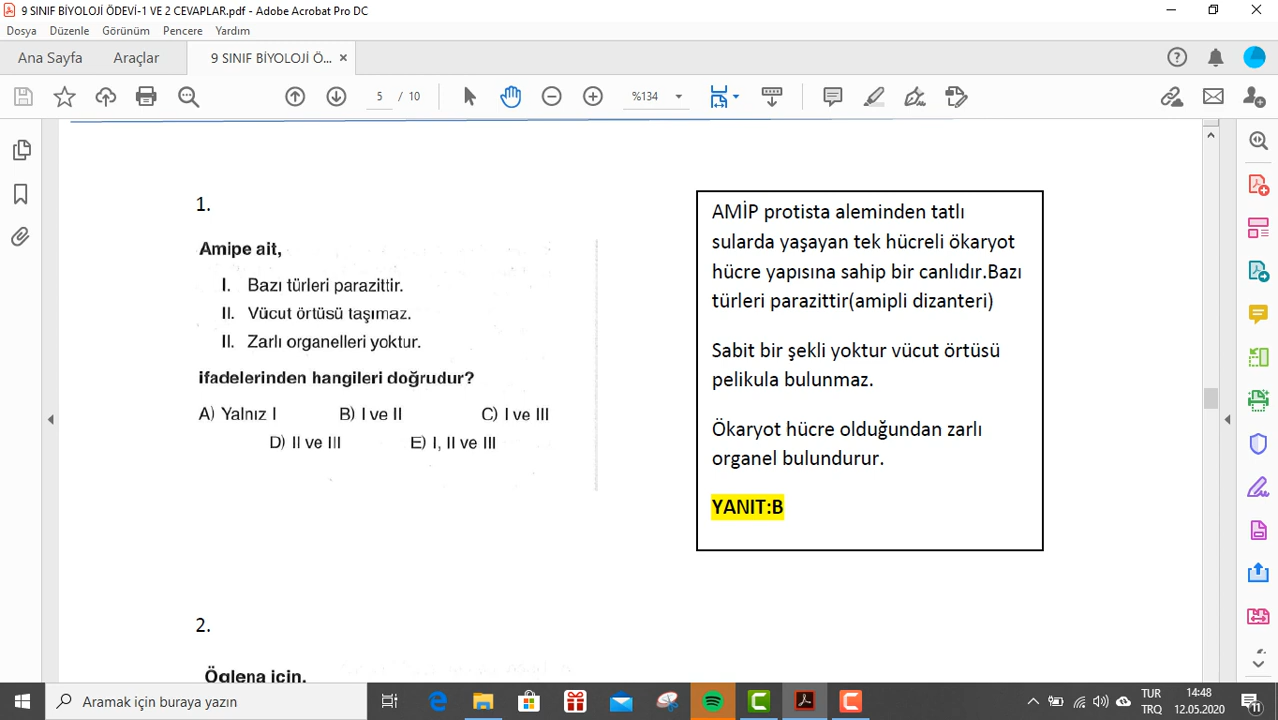 9 SINIF BİYOLOJİ ÖDEVİ-1 VE 2 CEVAPLAR.pdf - Adobe Acrobat Pro DC
Dosya Düzenle Görünüm Pencere Yardım
Ana Sayfa Araçlar 9 SINIF BİYOLOJİ Ö... ×
5 / 10 %134
1.
Amipe ait,
I. Bazı türleri parazittir.
II. Vücut örtüsü taşımaz.
II. Zarlı organelleri yoktur.
ifadelerinden hangileri doğrudur?
A) Yalnız I B) I ve II C) I ve III
D) II ve III E) I, II ve III
AMİP protista aleminden tatlı
sularda yaşayan tek hücreli ökaryot
hücre yapısına sahip bir canlıdır.Bazı
türleri parazittir(amipli dizanteri)
Sabit bir şekli yoktur vücut örtüsü
pelikula bulunmaz.
Ökaryot hücre olduğundan zarlı
organel bulundurur.
YANIT:B
2.
Öglena için,
Aramak için buraya yazın
TUR 14:48
TRQ 12.05.2020
11